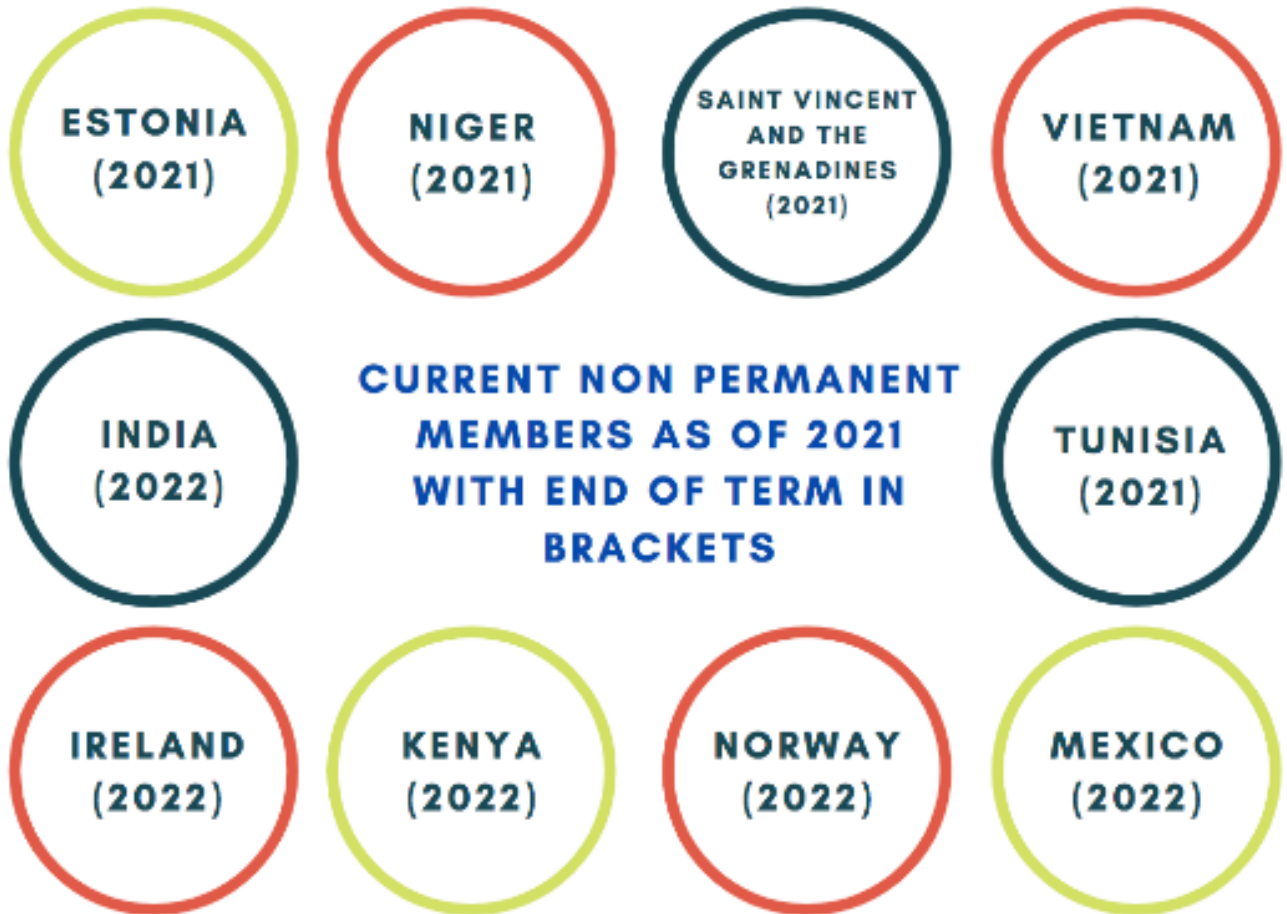 ESTONIA
(2021)
NIGER
(2021)
SAINT VINCENT
AND THE
GRENADINES
(2021)
VIETNAM
(2021)
INDIA
(2022)
CURRENT NON PERMANENT
MEMBERS AS OF 2021
WITH END OF TERM IN
BRACKETS
TUNISIA
(2021)
IRELAND
(2022)
KENYA
(2022)
NORWAY
(2022)
MEXICO
(2022)